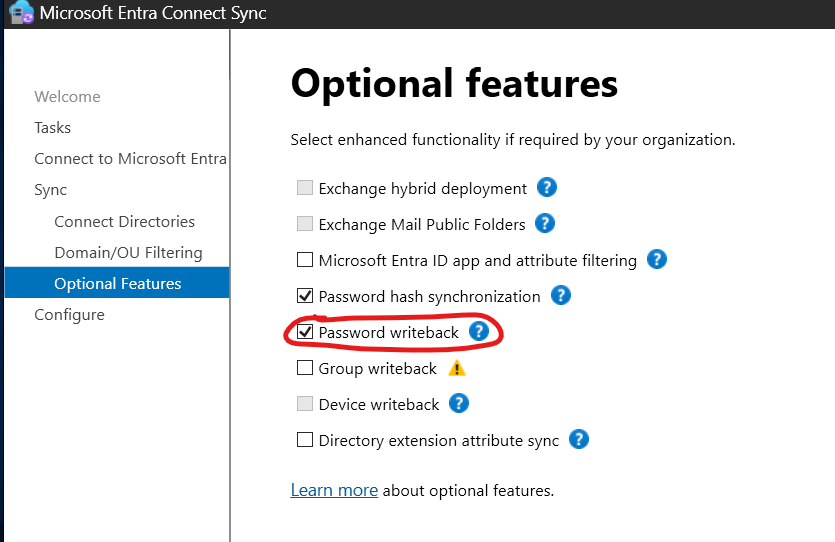 Microsoft Entra Connect Sync
Welcome
Tasks
Connect to Microsoft Entra
Sync
Connect Directories
Domain/OU Filtering
Optional Features
Configure
Optional features
Select enhanced functionality if required by your organization.
Exchange hybrid deployment ?
Exchange Mail Public Folders ?
Microsoft Entra ID app and attribute filtering ?
Password hash synchronization ?
Password writeback ?
Group writeback
Device writeback ?
Directory extension attribute sync ?
Learn more about optional features.